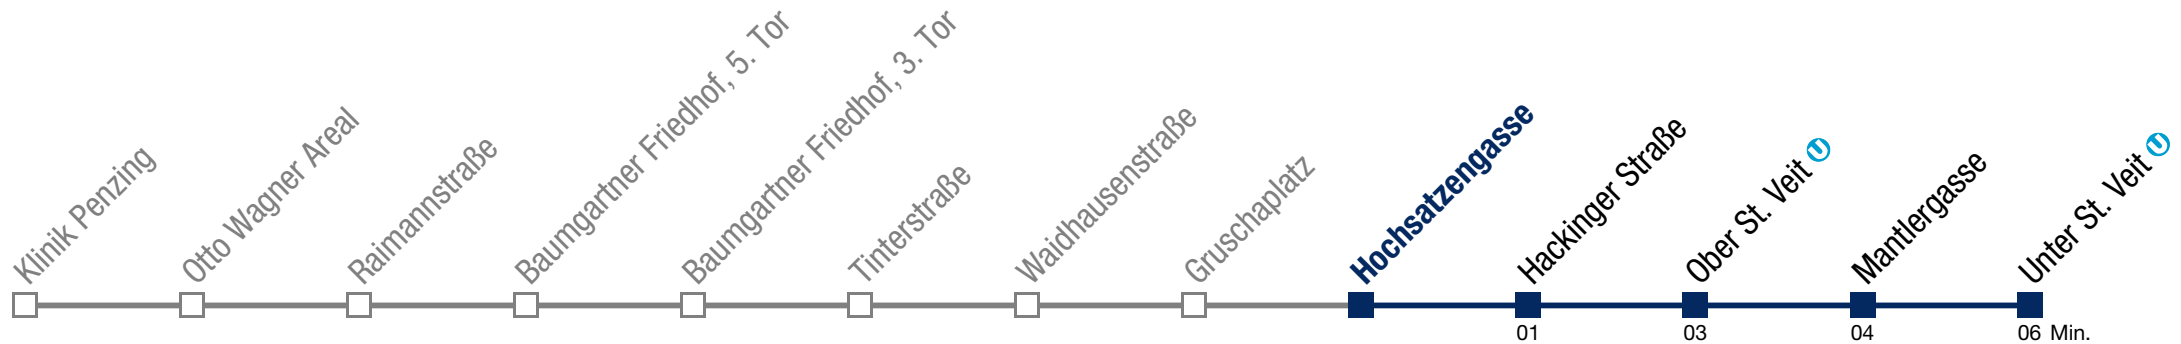 Klinik Penzing
Otto Wagner Areal
Raimannstraße
Baumgartner Friedhof, 5. Tor
Baumgartner Friedhof, 3. Tor
Tinterstraße
Waidhausenstraße
Gruschaplatz
Hochsatzengasse
Hackinger Straße
Ober St. Veit U
Mantlergasse
Unter St. Veit U
01 03 04 06 Min.